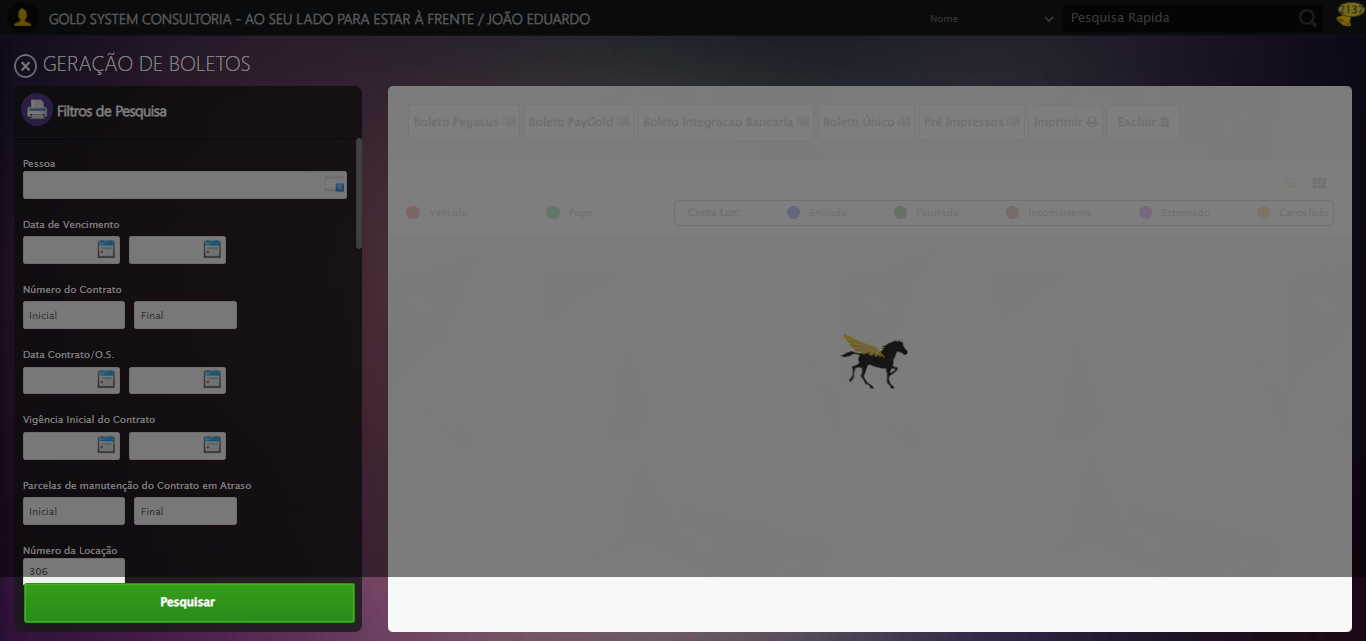 GOLD SYSTEM CONSULTORIA - AO SEU LADO PARA ESTAR À FRENTE / JOÃO EDUARDO
Nome
Pesquisa Rapida
2137
GERAÇÃO DE BOLETOS
Filtros de Pesquisa
Pessoa
Data de Vencimento
Número do Contrato
Inicial Final
Data Contrato/O.S.
Vigência Inicial do Contrato
Parcelas de manutenção do Contrato em Atraso
Inicial Final
Número da Locação
306
Pesquisar
Boleto Pegasus Boleto PayGold Boleto Integracao Bancaria Boleto Único Pré Impressos Imprimir Excluir
Vencido Pago Conta Luz: Enviado Faturado Inconsistente Estornado Cancelado